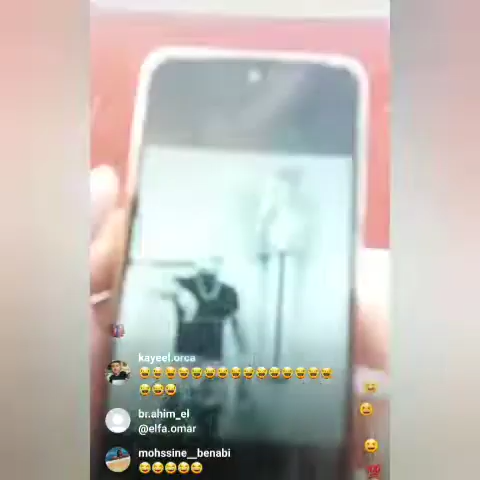 kayeel.orca
😂😂😂😂😂😂😂😂😂😂😂😂😂😂😂
😂😂😂
br.ahim_el
@elfa.omar
mohssine__benabi
😂😂😂😂😂